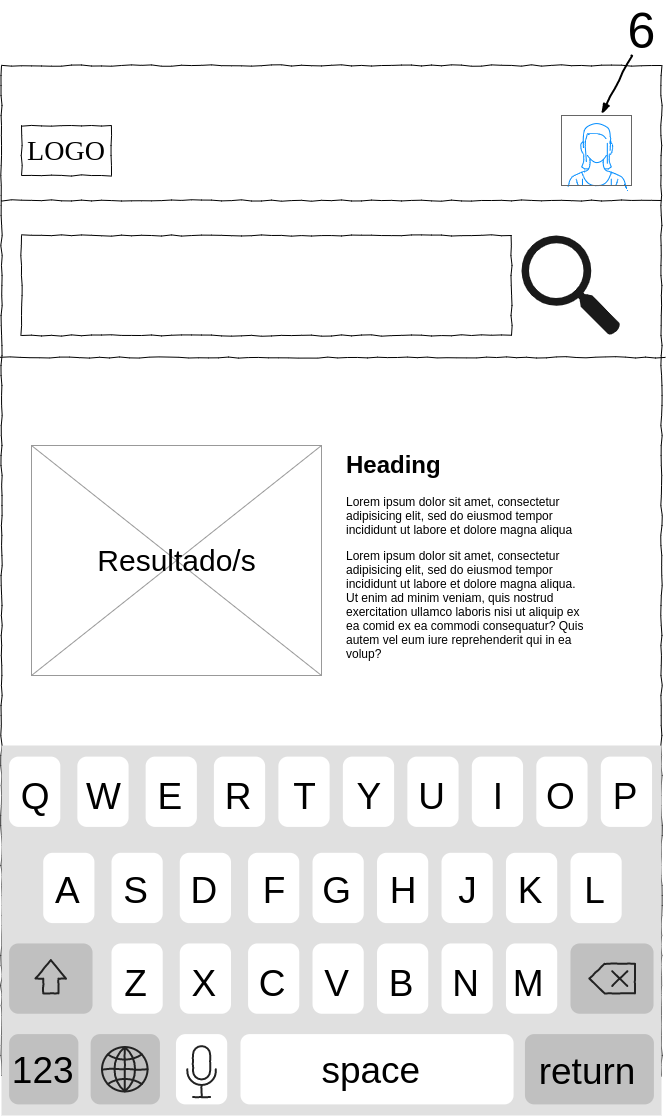 6
LOGO
Resultado/s
Heading
Lorem ipsum dolor sit amet, consectetur
adipisicing elit, sed do eiusmod tempor
incididunt ut labore et dolore magna aliqua
Lorem ipsum dolor sit amet, consectetur
adipisicing elit, sed do eiusmod tempor
incididunt ut labore et dolore magna aliqua.
Ut enim ad minim veniam, quis nostrud
exercitation ullamco laboris nisi ut aliquip ex
ea comid ex ea commodi consequatur? Quis
autem vel eum iure reprehenderit qui in ea
volup?
Q W E R T Y U I O P
A S D F G H J K L
Z X C V B N M
123 space return